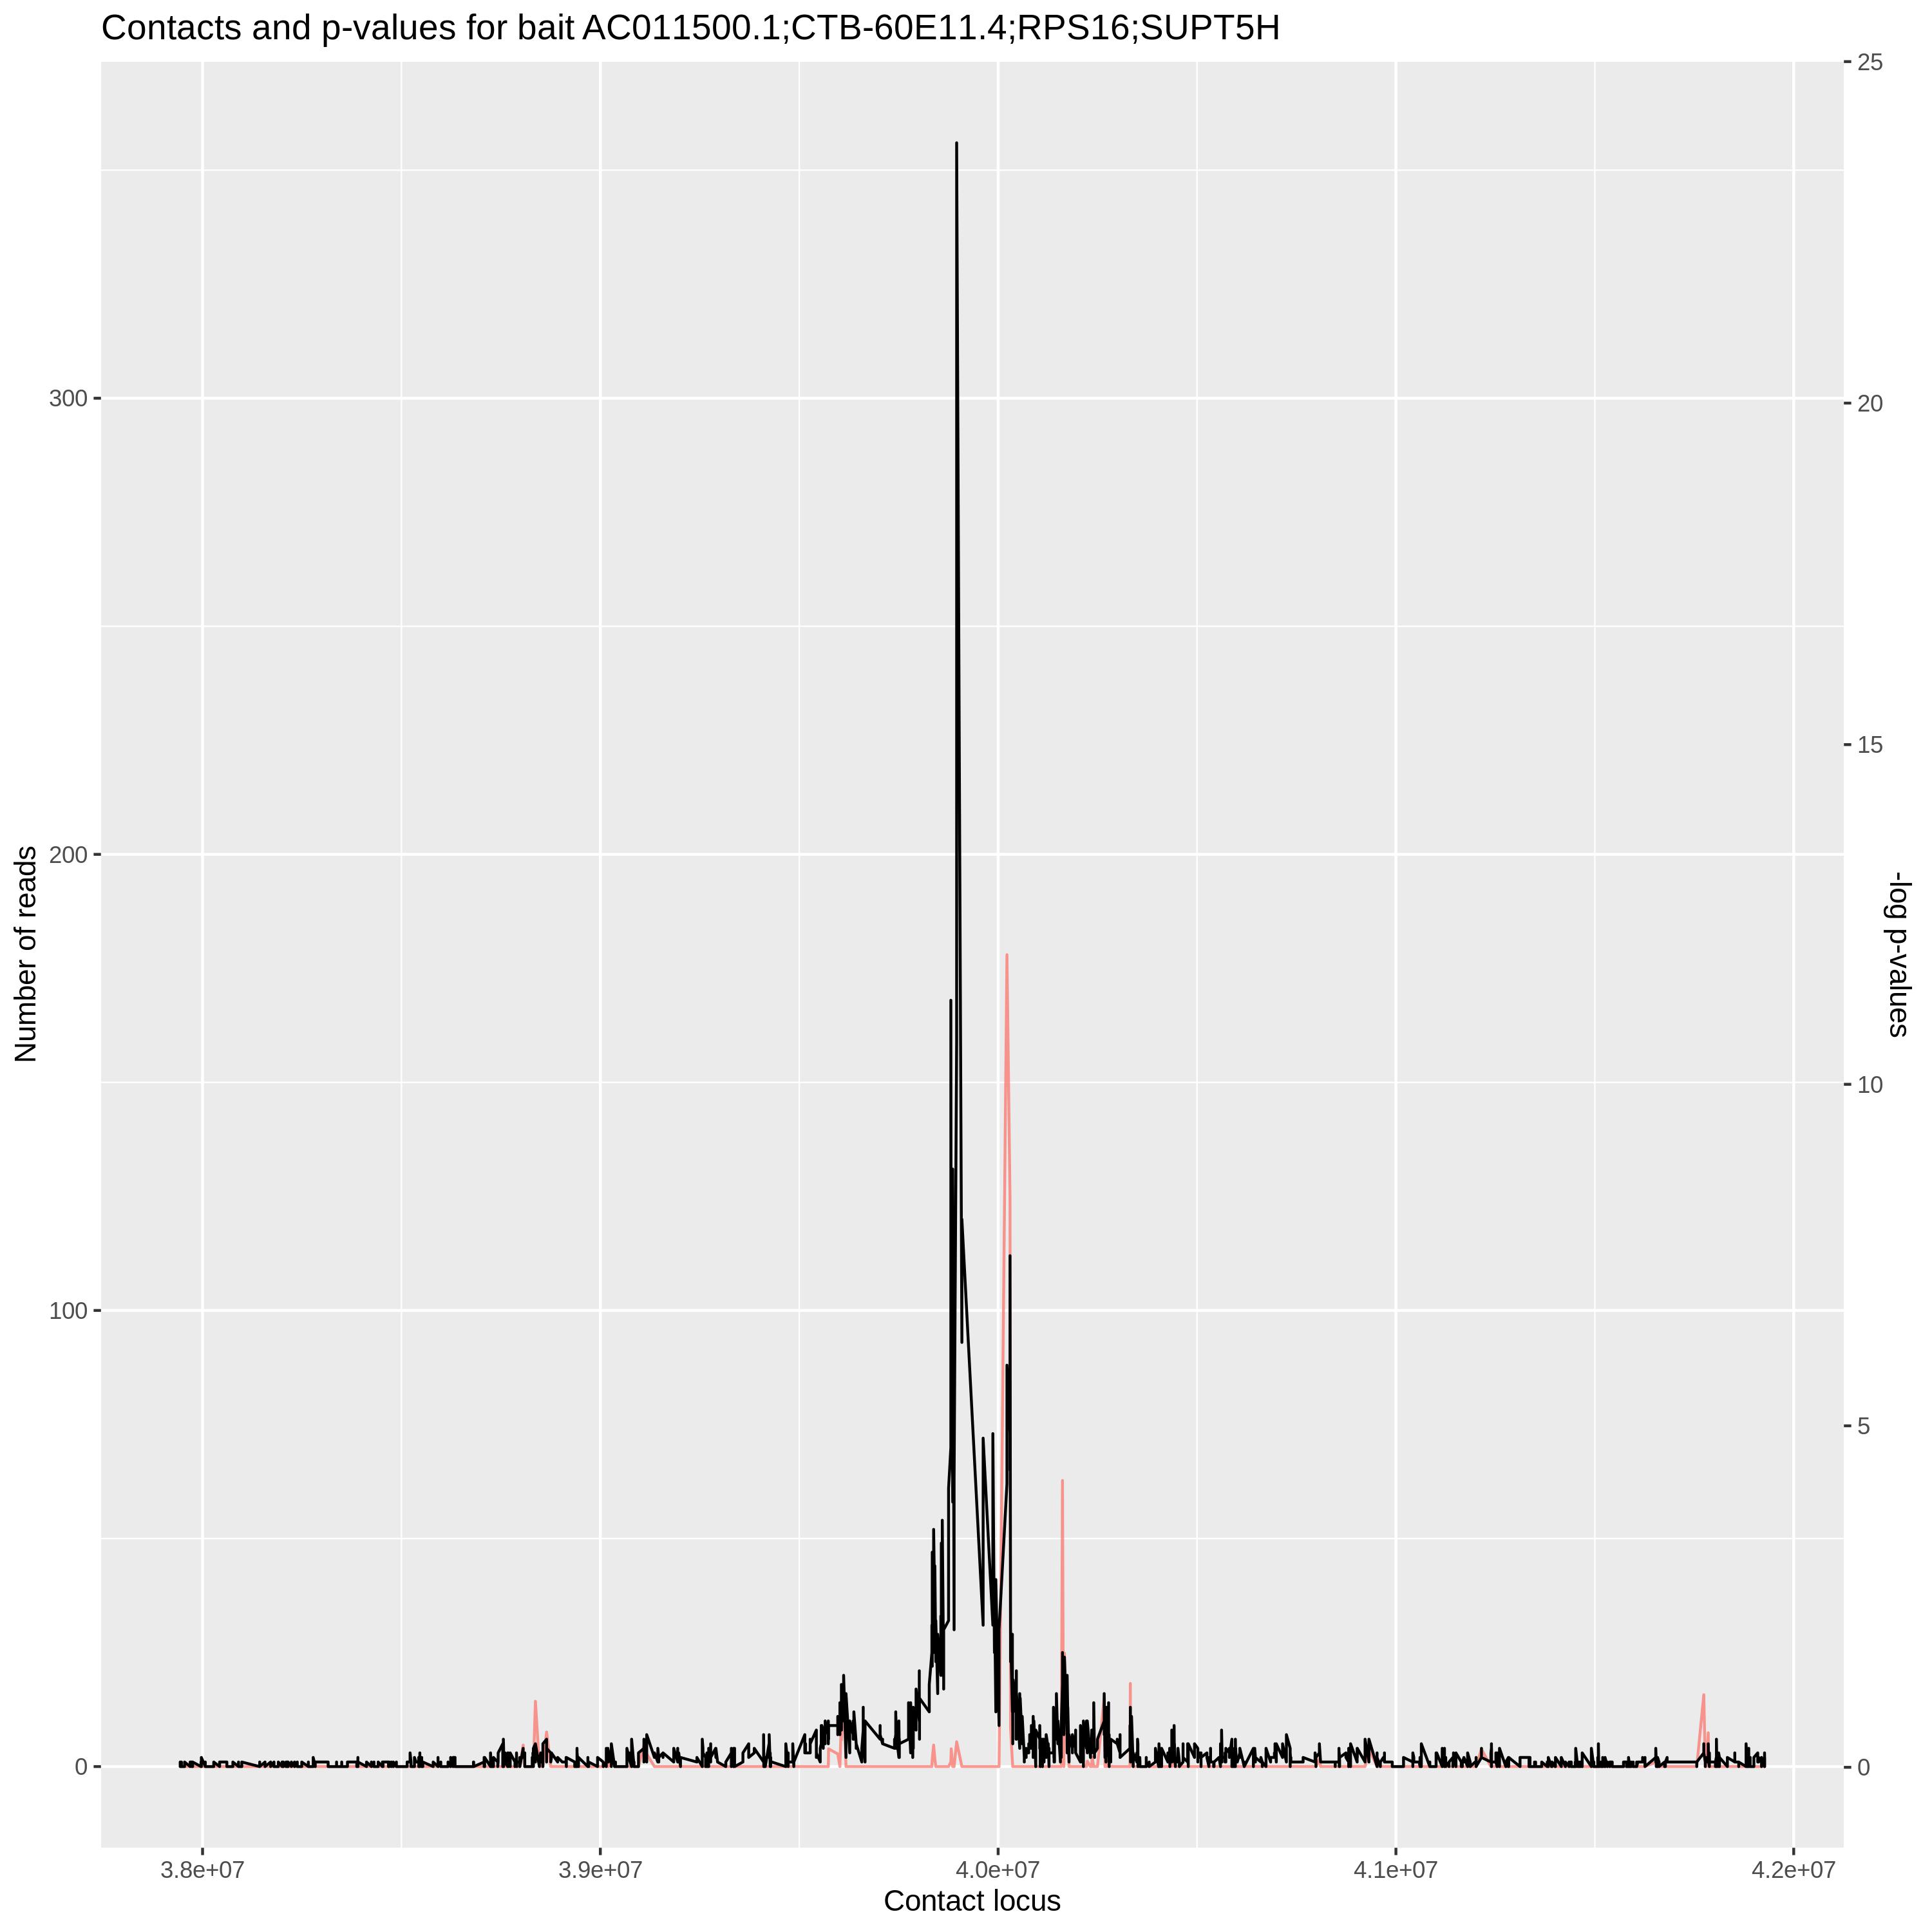 Contacts and p-values for bait AC011500.1;CTB-60E11.4;RPS16;SUPT5H
Number of reads
300
200
100
0
25
20
15
10
5
0
-log p-values
3.8e+07 3.9e+07 4.0e+07 4.1e+07 4.2e+07
Contact locus